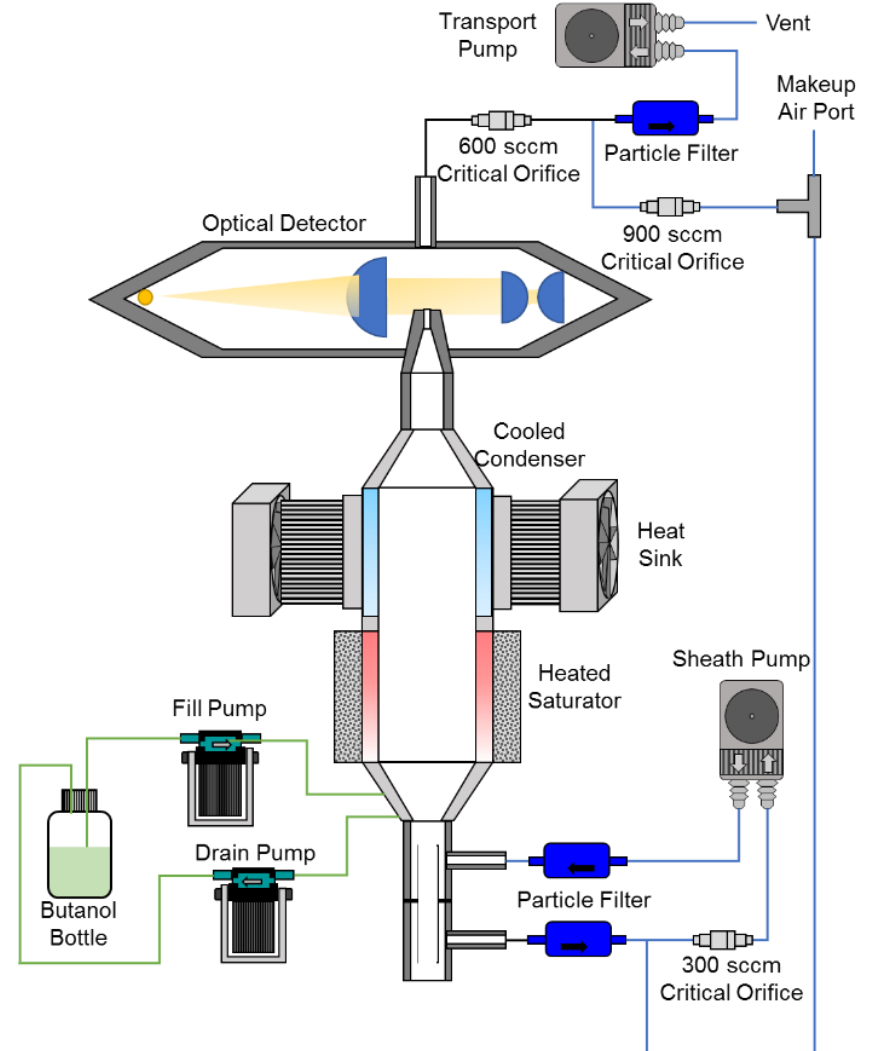 Transport
Pump
Vent
Makeup
Air Port
600 sccm
Critical Orifice
Particle Filter
Optical Detector
900 sccm
Critical Orifice
Cooled
Condenser
Heat
Sink
Sheath Pump
Heated
Saturator
Fill Pump
Drain Pump
Particle Filter
Butanol
Bottle
300 sccm
Critical Orifice